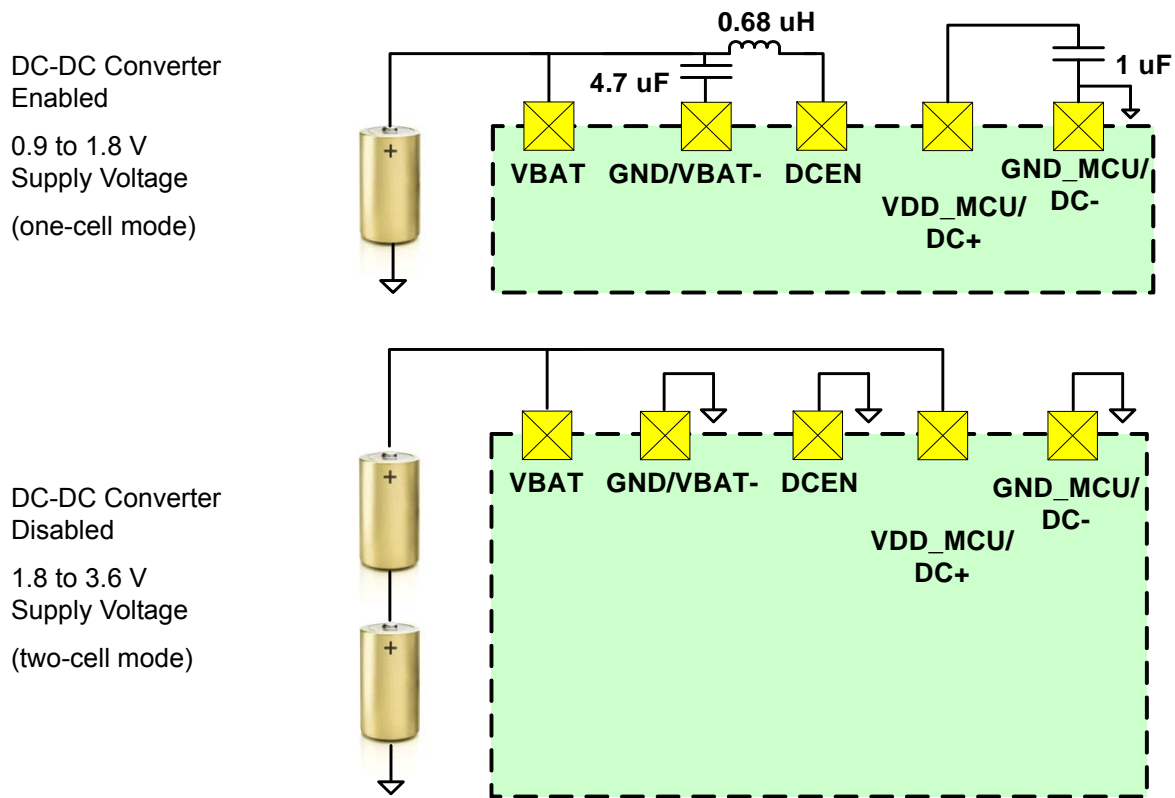 DC-DC Converter
Enabled
0.9 to 1.8 V
Supply Voltage
(one-cell mode)
0.68 uH
4.7 uF
1 uF
+
VBAT
GND/VBAT-
DCEN
VDD_MCU/
DC+
GND_MCU/
DC-
DC-DC Converter
Disabled
1.8 to 3.6 V
Supply Voltage
(two-cell mode)
+
+
VBAT
GND/VBAT-
DCEN
VDD_MCU/
DC+
GND_MCU/
DC-